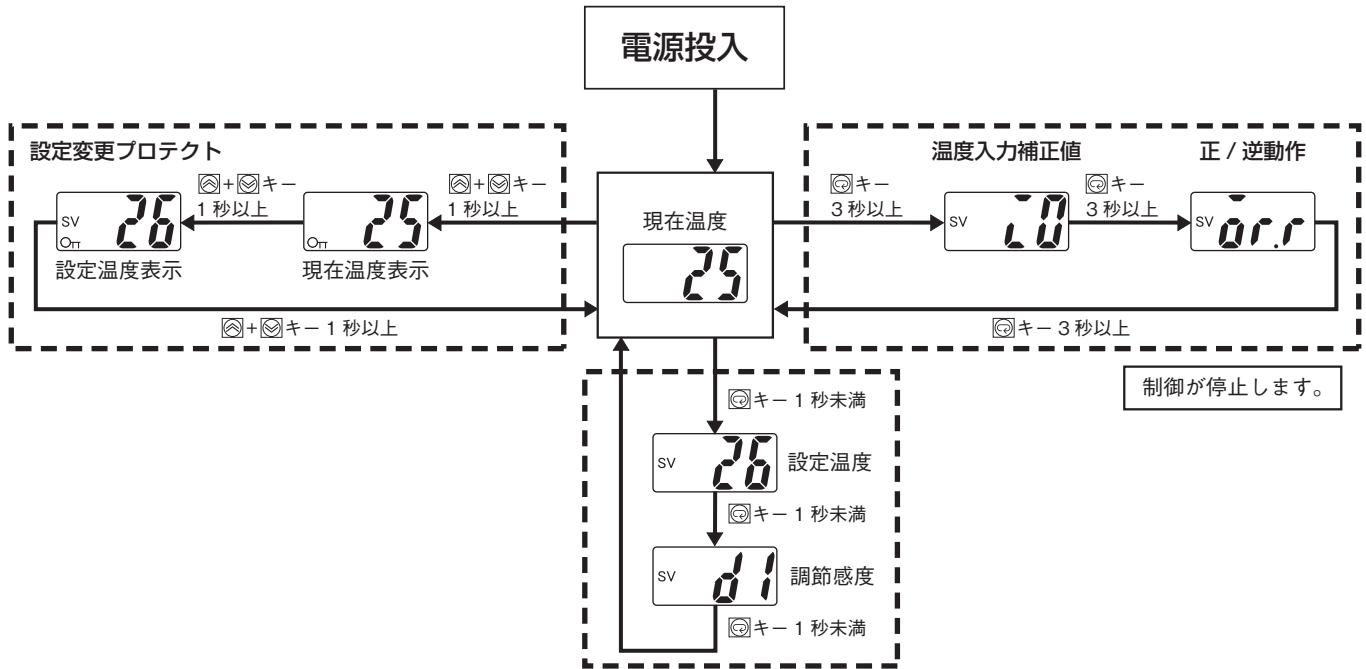 電源投入
設定変更プロテクト
SV 26
設定温度表示
+キー
1 秒以上
25
現在温度表示
+キー
1 秒以上
+キー 1 秒以上
現在温度
25
温度入力補正値
正 / 逆動作
キー
3 秒以上
SV i0
キー
3 秒以上
SV or.r
キー 3 秒以上
制御が停止します。
キー 1 秒未満
SV 26 設定温度
キー 1 秒未満
SV d1 調節感度
キー 1 秒未満